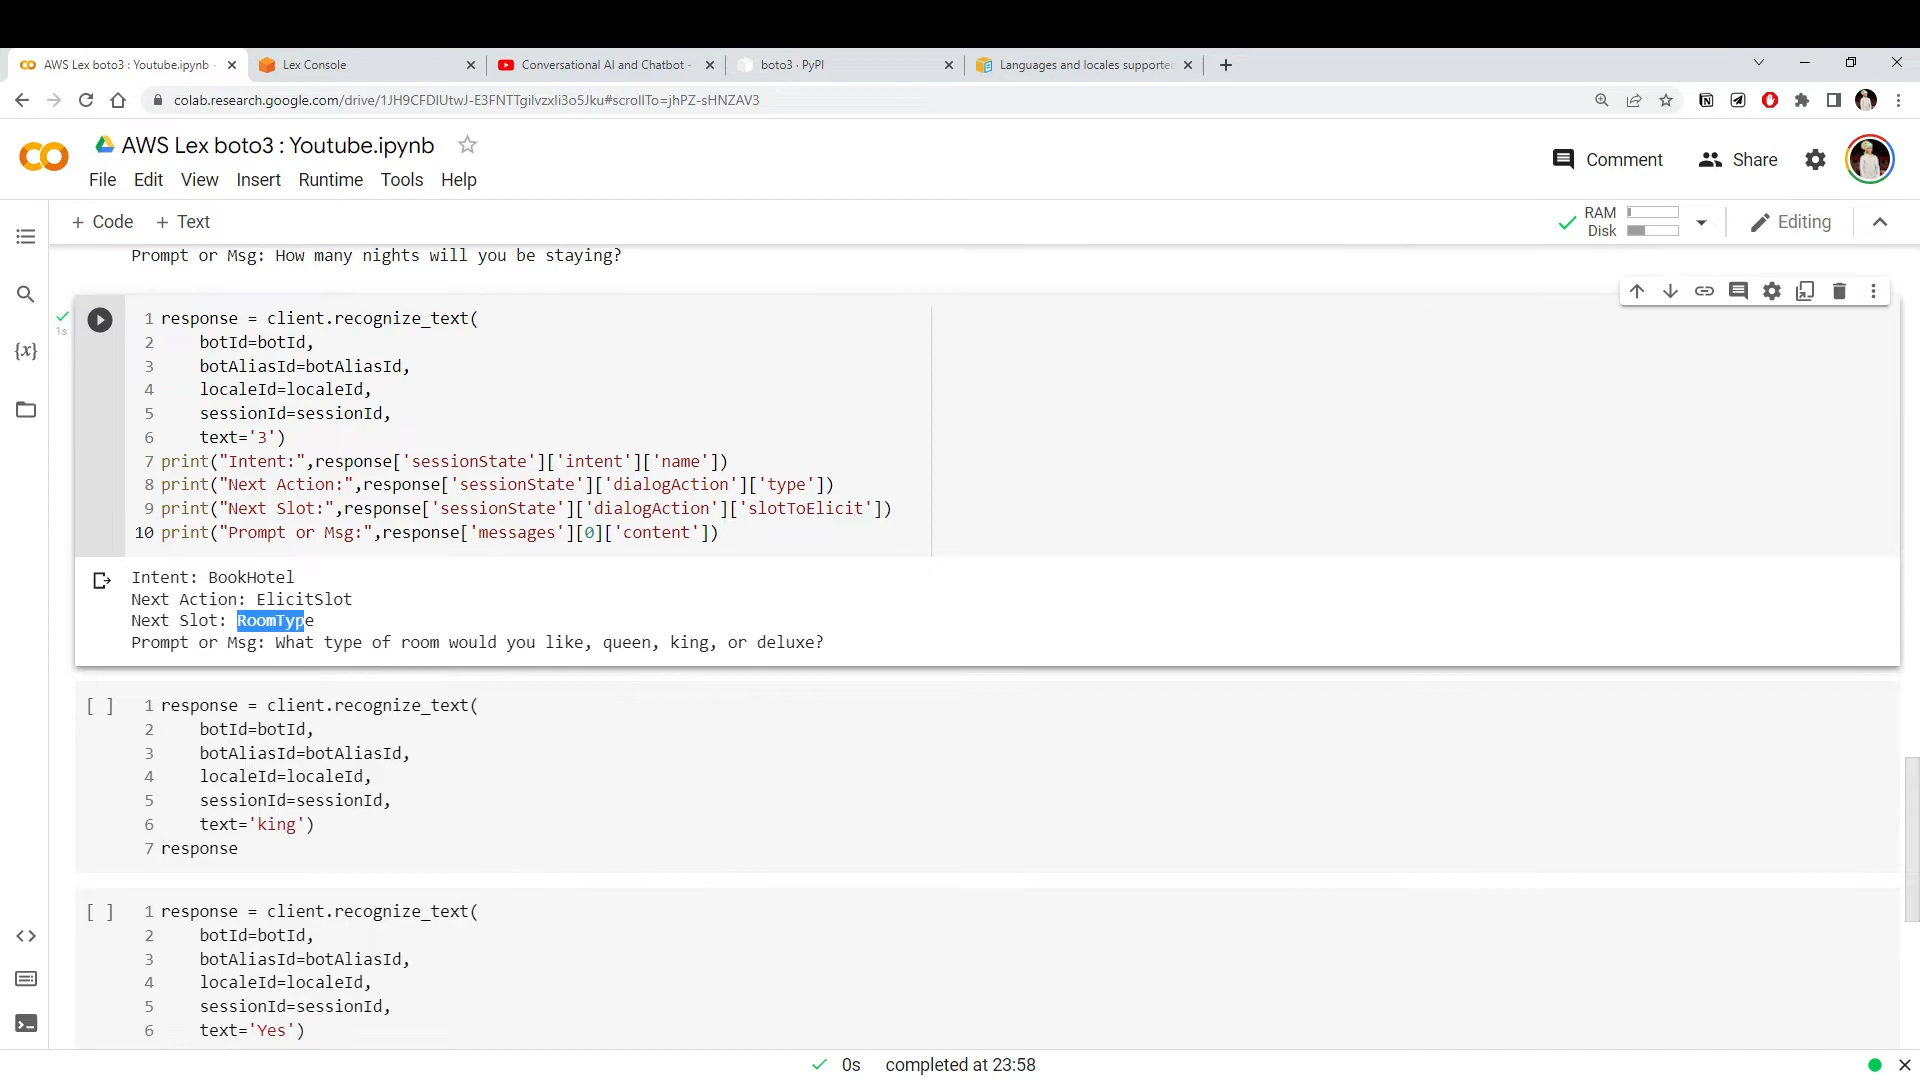 AWS Lex boto3 : Youtube.ipynb -
Lex Console
Conversational AI and Chatbot -
boto3 · PyPI
Languages and locales supporte
colab.research.google.com/drive/1JH9CFDlUtwJ-E3FNTTgilvzxli3o5Jku#scrollTo=jhPZ-sHNZAV3
AWS Lex boto3 : Youtube.ipynb
File Edit View Insert Runtime Tools Help
Comment
Share
+ Code + Text
RAM
Disk
Editing
Prompt or Msg: How many nights will you be staying?
1s
{x}
1 response = client.recognize_text(
2 botId=botId,
3 botAliasId=botAliasId,
4 localeId=localeId,
5 sessionId=sessionId,
6 text='3')
7 print("Intent:",response['sessionState']['intent']['name'])
8 print("Next Action:",response['sessionState']['dialogAction']['type'])
9 print("Next Slot:",response['sessionState']['dialogAction']['slotToElicit'])
10 print("Prompt or Msg:",response['messages'][0]['content'])
Intent: BookHotel
Next Action: ElicitSlot
Next Slot: RoomType
Prompt or Msg: What type of room would you like, queen, king, or deluxe?
[ ] 1 response = client.recognize_text(
2 botId=botId,
3 botAliasId=botAliasId,
4 localeId=localeId,
5 sessionId=sessionId,
6 text='king')
7 response
[ ] 1 response = client.recognize_text(
2 botId=botId,
3 botAliasId=botAliasId,
4 localeId=localeId,
5 sessionId=sessionId,
6 text='Yes')
0s completed at 23:58